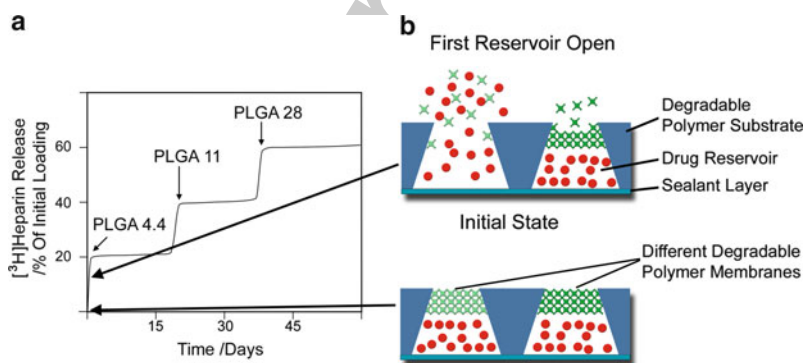 a
b
[³H]Heparin Release
/% Of Initial Loading
60
40
20
PLGA 4.4
PLGA 11
PLGA 28
15
30
45
Time /Days
First Reservoir Open
Degradable
Polymer Substrate
Drug Reservoir
Sealant Layer
Initial State
Different Degradable
Polymer Membranes